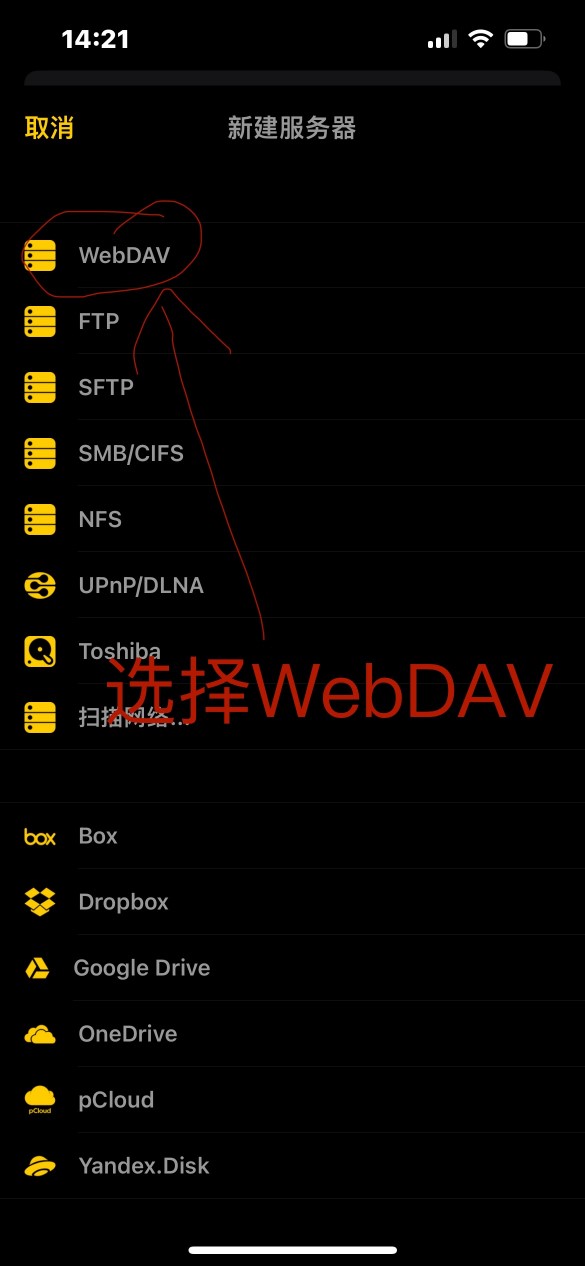 14:21
取消
新建服务器
WebDAV
FTP
SFTP
SMB/CIFS
NFS
UPnP/DLNA
Toshiba
选择WebDAV
扫描网络...
box
Box
Dropbox
Google Drive
OneDrive
pCloud
pCloud
Yandex.Disk